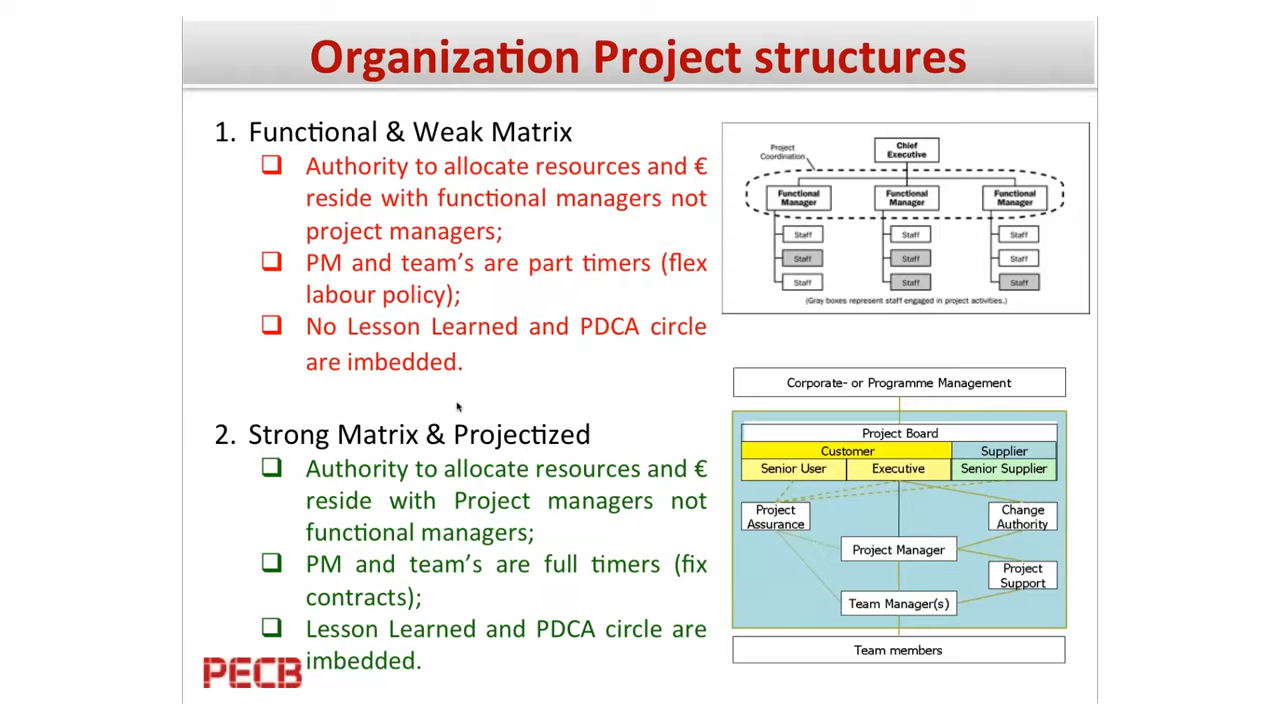 Organization Project structures
1. Functional & Weak Matrix
Authority to allocate resources and €
reside with functional managers not
project managers;
PM and team's are part timers (flex
labour policy);
No Lesson Learned and PDCA circle
are imbedded.
2. Strong Matrix & Projectized
Authority to allocate resources and €
reside with Project managers not
functional managers;
PM and team's are full timers (fix
contracts);
Lesson Learned and PDCA circle are
imbedded.
PECB
Project
Coordination
Chief
Executive
Functional
Manager
Functional
Manager
Functional
Manager
Staff
Staff
Staff
Staff
Staff
Staff
Staff
Staff
Staff
(Gray boxes represent staff engaged in project activities.)
Corporate- or Programme Management
Project Board
Customer
Supplier
Senior User
Executive
Senior Supplier
Project
Assurance
Change
Authority
Project Manager
Project
Support
Team Manager(s)
Team members